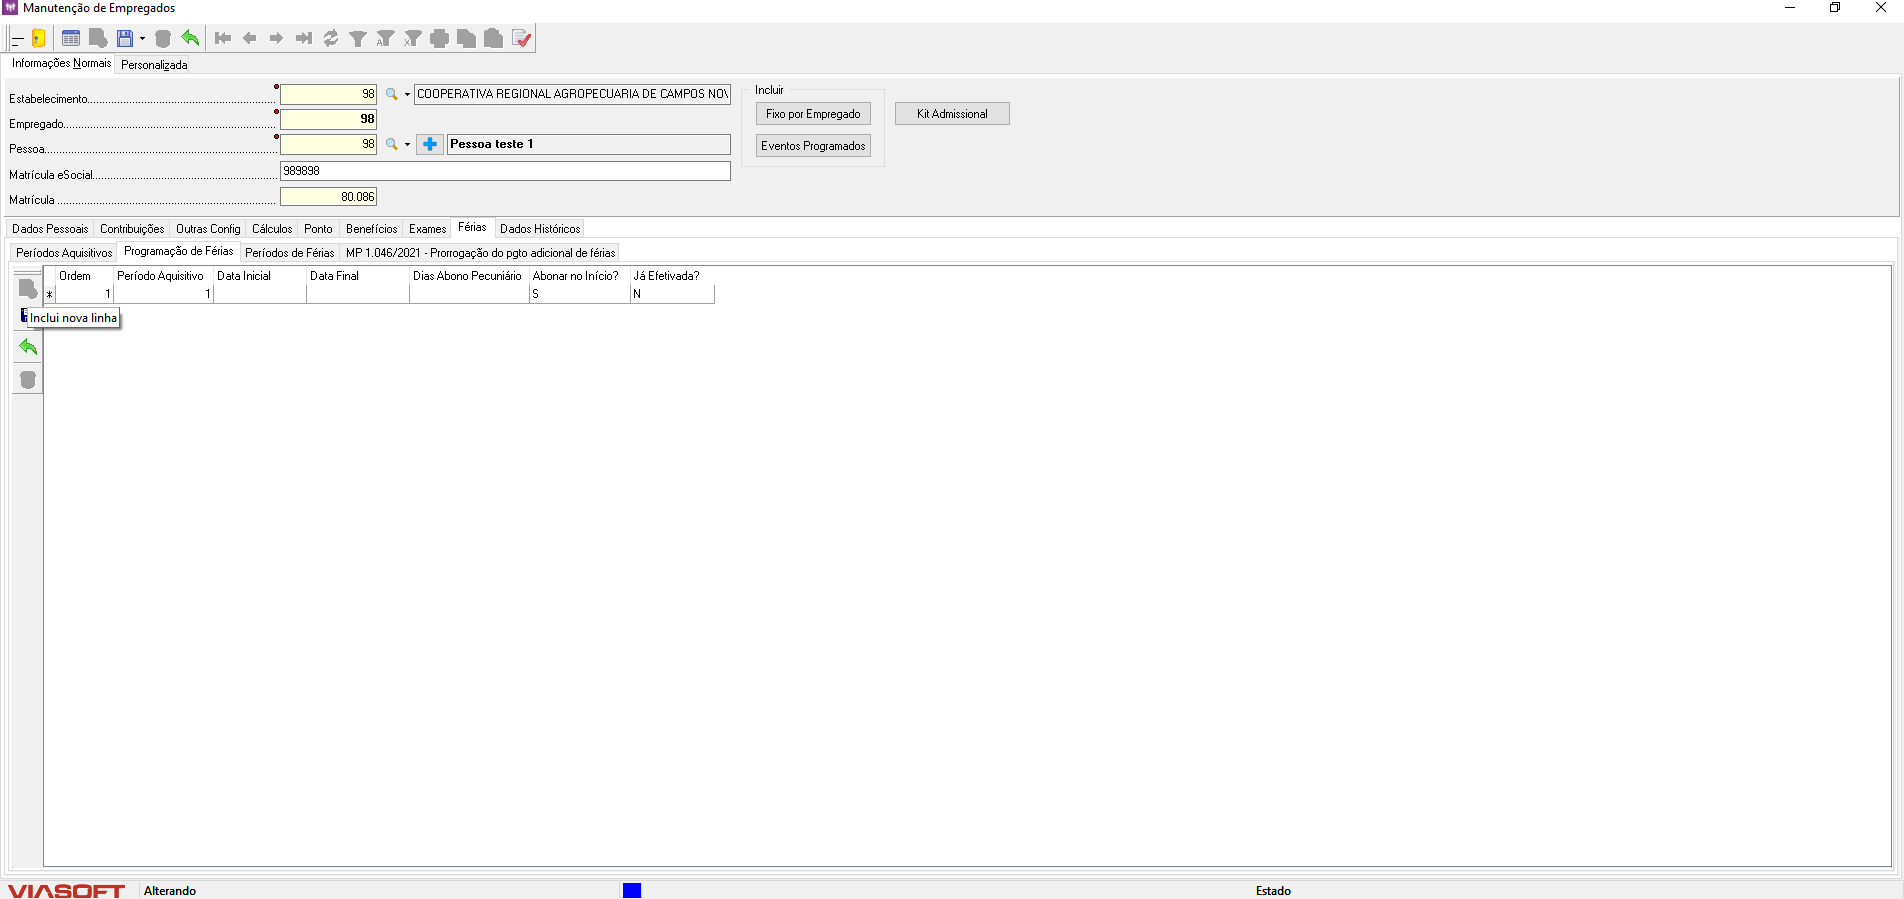 Manutenção de Empregados
Informações Normais Personalizada
Estabelecimento 98 COOPERATIVA REGIONAL AGROPECUARIA DE CAMPOS NOV
Empregado 98
Pessoa 98 Pessoa teste 1
Matrícula eSocial 989898
Matrícula 80.086
Incluir
Fixo por Empregado
Eventos Programados
Kit Admissional
Dados Pessoais Contribuições Outras Config Cálculos Ponto Benefícios Exames Férias Dados Históricos
Períodos Aquisitivos Programação de Férias Períodos de Férias MP 1.046/2021 - Prorrogação do pgto adicional de férias
Ordem Período Aquisitivo Data Inicial Data Final Dias Abono Pecuniário Abonar no Início? Já Efetivada?
* 1 1 S N
Inclui nova linha
VIASOFT Alterando Estado